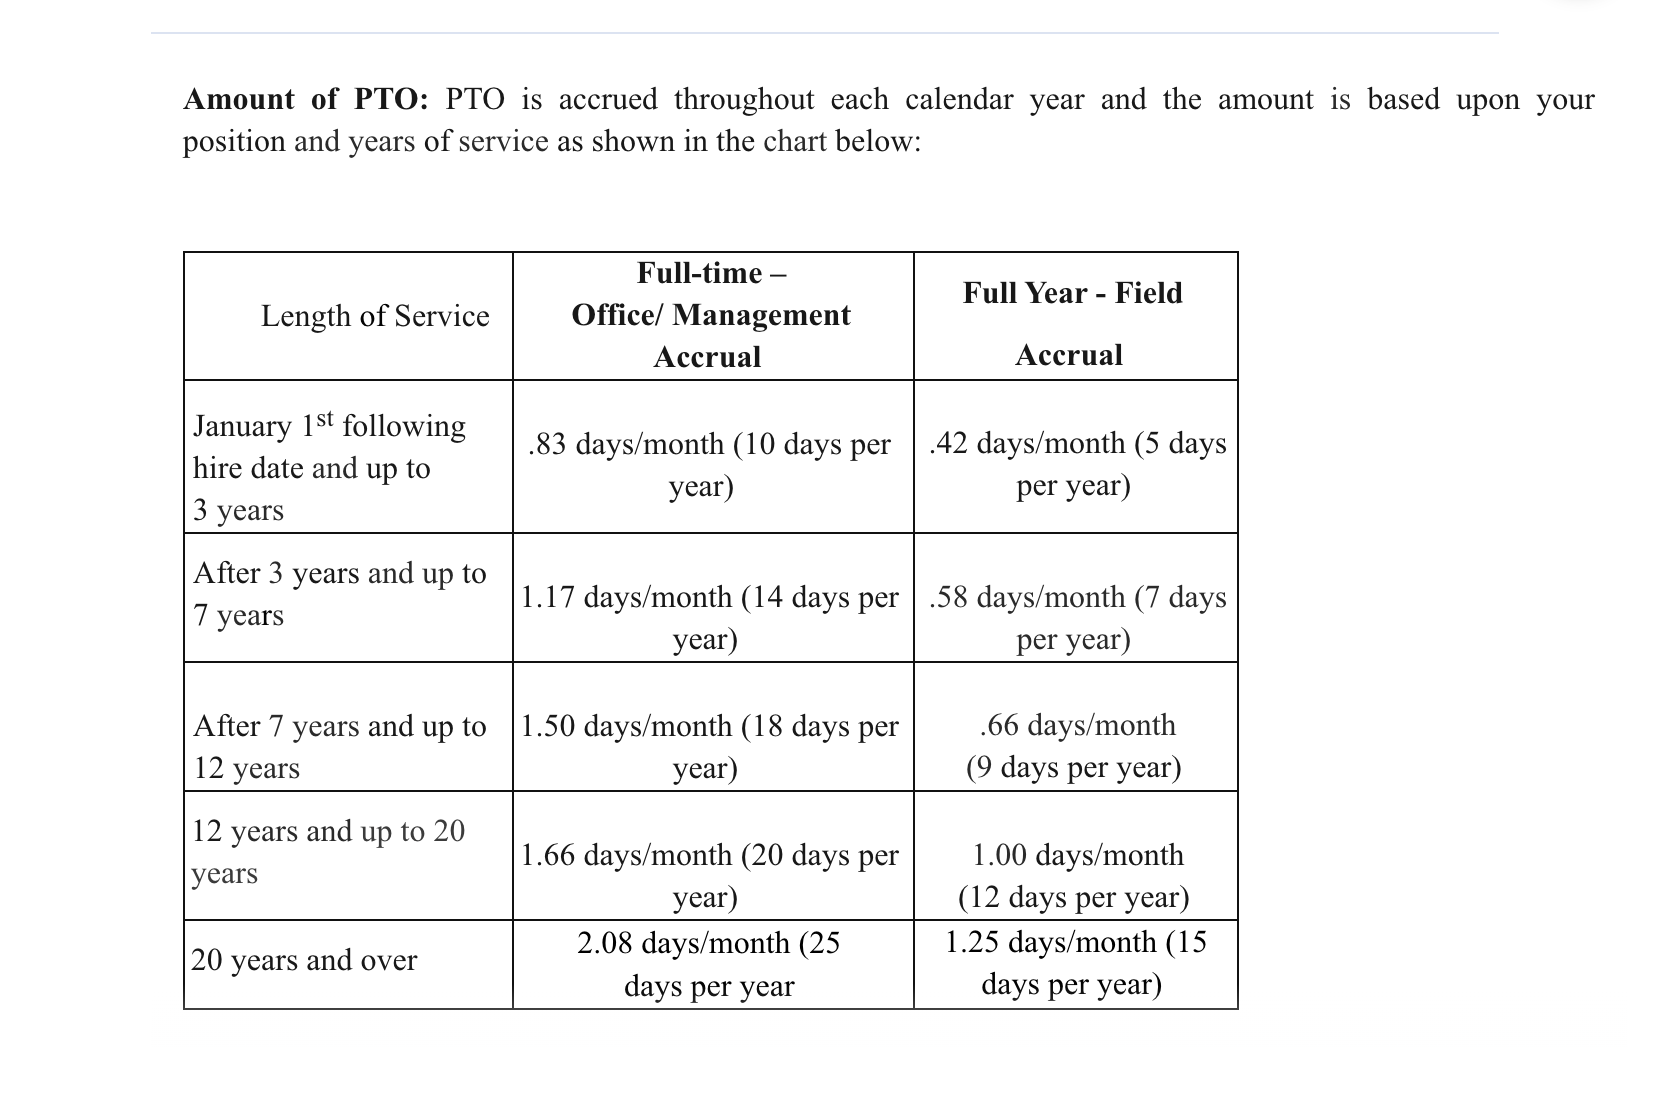 Amount of PTO: PTO is accrued throughout each calendar year and the amount is based upon your
position and years of service as shown in the chart below:
Length of Service
Full-time –
Office/ Management
Accrual
Full Year - Field
Accrual
January 1st following
hire date and up to
3 years
.83 days/month (10 days per
year)
.42 days/month (5 days
per year)
After 3 years and up to
7 years
1.17 days/month (14 days per
year)
.58 days/month (7 days
per year)
After 7 years and up to
12 years
1.50 days/month (18 days per
year)
.66 days/month
(9 days per year)
12 years and up to 20
years
1.66 days/month (20 days per
year)
1.00 days/month
(12 days per year)
20 years and over
2.08 days/month (25
days per year
1.25 days/month (15
days per year)